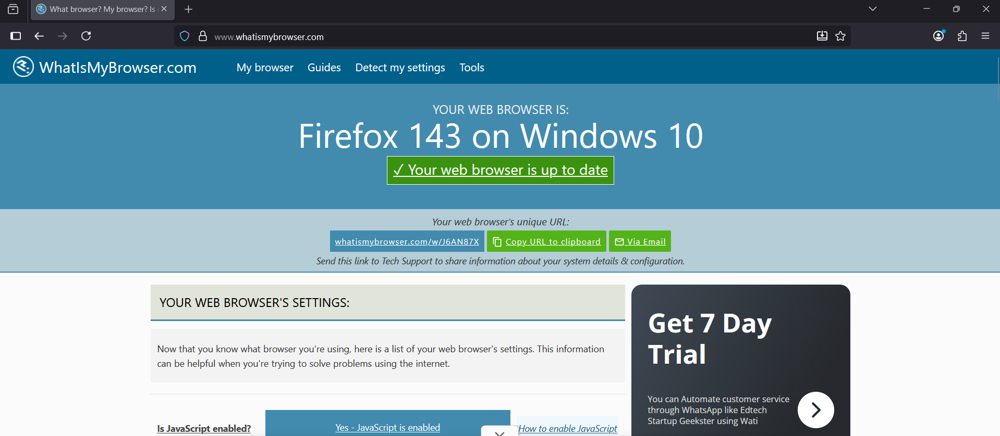 What browser? My browser? Is
www.whatismybrowser.com
WhatIsMyBrowser.com
My browser Guides Detect my settings Tools
YOUR WEB BROWSER IS:
Firefox 143 on Windows 10
✓ Your web browser is up to date
Your web browser's unique URL:
whatismybrowser.com/w/J6AN87X Copy URL to clipboard Via Email
Send this link to Tech Support to share information about your system details & configuration.
YOUR WEB BROWSER'S SETTINGS:
Now that you know what browser you're using, here is a list of your web browser's settings. This information
can be helpful when you're trying to solve problems using the internet.
Is JavaScript enabled? Yes - JavaScript is enabled How to enable JavaScript
Get 7 Day
Trial
You can Automate customer service
through WhatsApp like Edtech
Startup Geekster using Wati